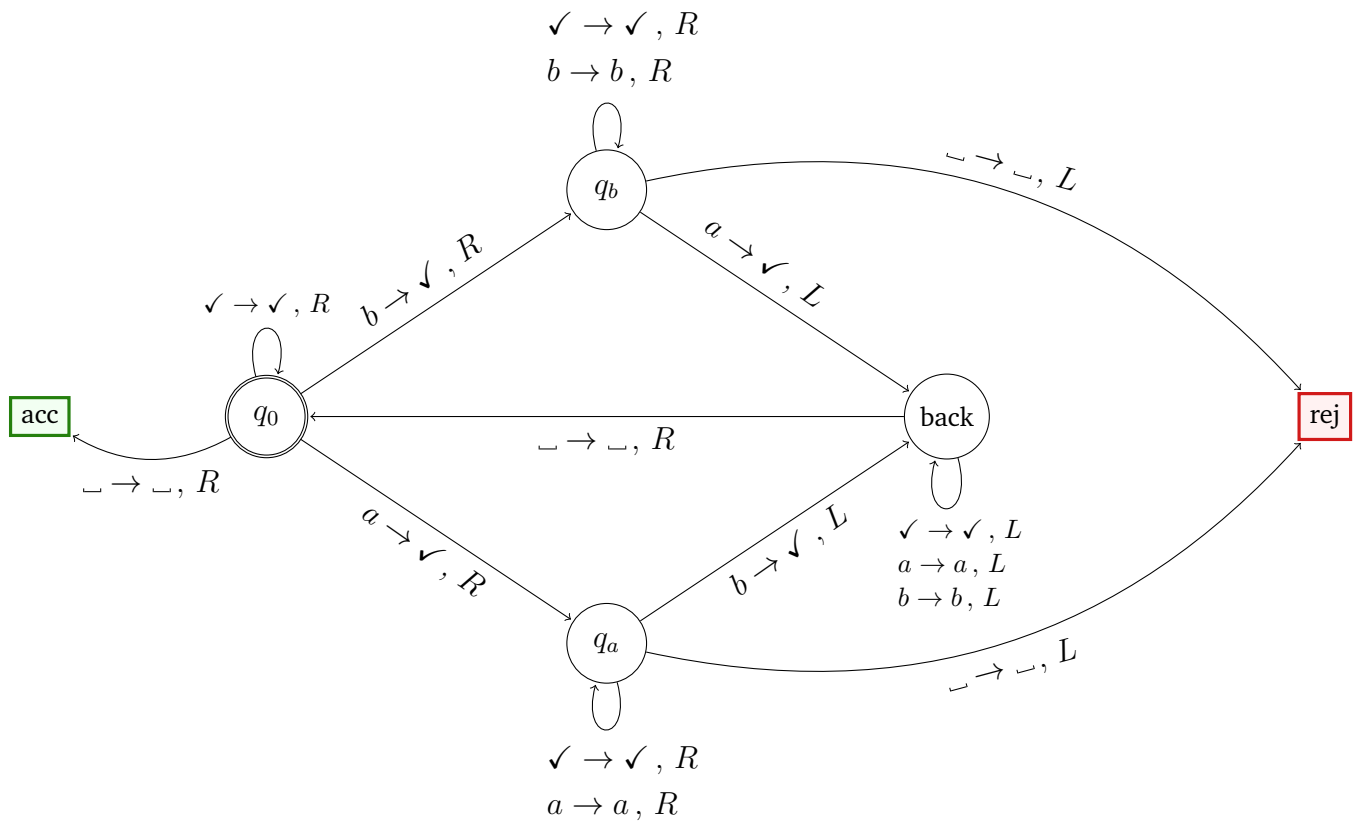 ✓ → ✓ , R
b → b , R
␣ → ␣, L
q_b
b → ✓ , R
a → ✓ , L
✓ → ✓ , R
acc
q_0
back
rej
␣ → ␣, R
␣ → ␣, R
a → ✓ , R
b → ✓ , L
✓ → ✓ , L
a → a , L
b → b , L
q_a
␣ → ␣, L
✓ → ✓ , R
a → a , R